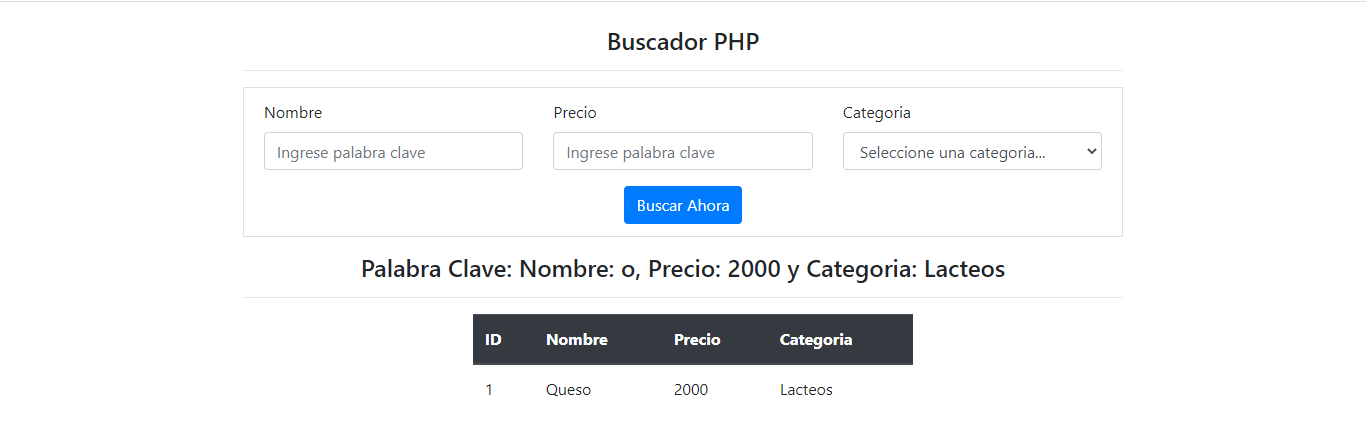 Buscador PHP
Nombre Precio Categoria
Ingrese palabra clave Ingrese palabra clave Seleccione una categoria...
Buscar Ahora
Palabra Clave: Nombre: o, Precio: 2000 y Categoria: Lacteos
ID Nombre Precio Categoria
1 Queso 2000 Lacteos